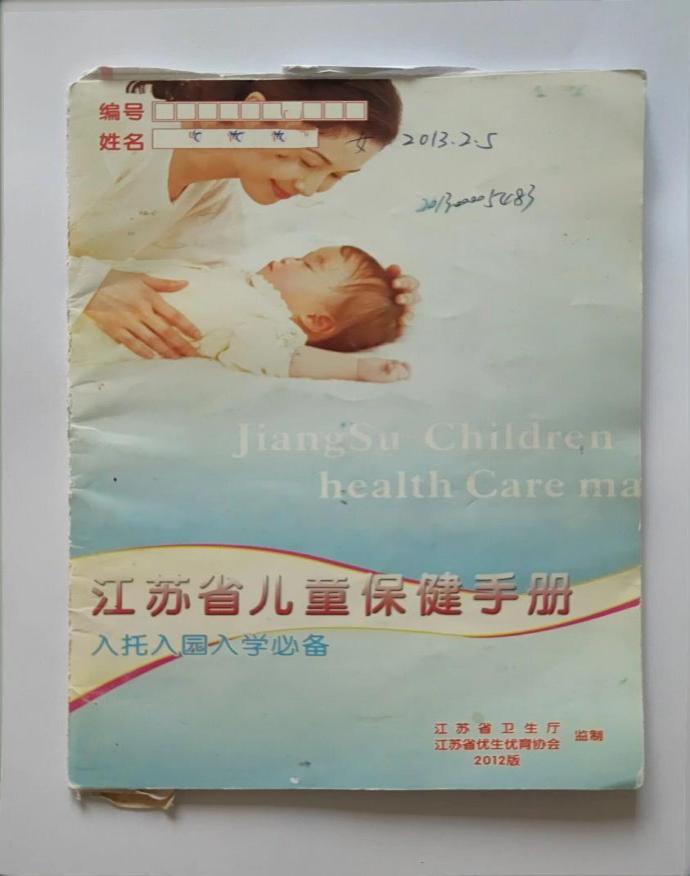 编号
姓名 女 2013.2.5
2013000005483
JiangSu Children
health Care ma
江苏省儿童保健手册
入托入园入学必备
江苏省卫生厅
江苏省优生优育协会 监制
2012版